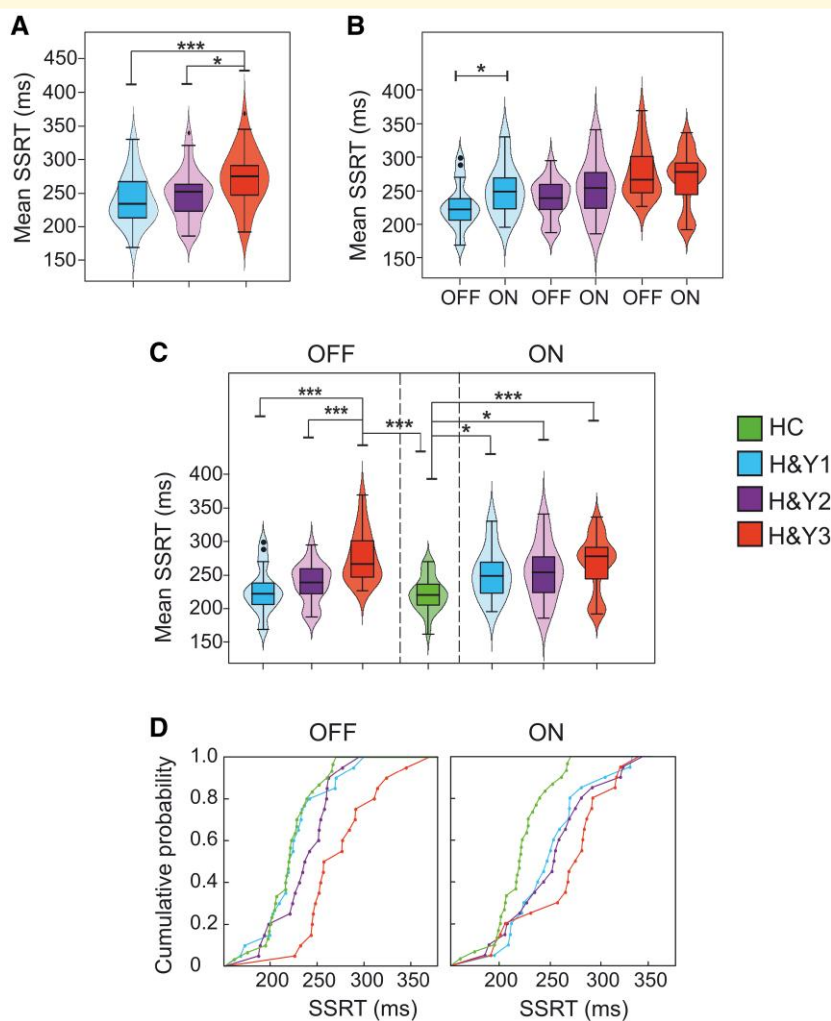 A
Mean SSRT (ms)
450
400
350
300
250
200
150
***
*
B
Mean SSRT (ms)
400
350
300
250
200
150
*
OFF ON OFF ON OFF ON
C
OFF
ON
Mean SSRT (ms)
400
350
300
250
200
150
***
***
***
***
*
*
HC
H&Y1
H&Y2
H&Y3
D
OFF
ON
Cumulative probability
1.0
0.8
0.6
0.4
0.2
0
200 250 300 350
SSRT (ms)
200 250 300 350
SSRT (ms)